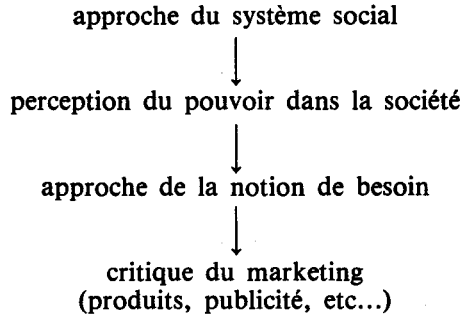 approche du système social
perception du pouvoir dans la société
approche de la notion de besoin
critique du marketing
(produits, publicité, etc...)